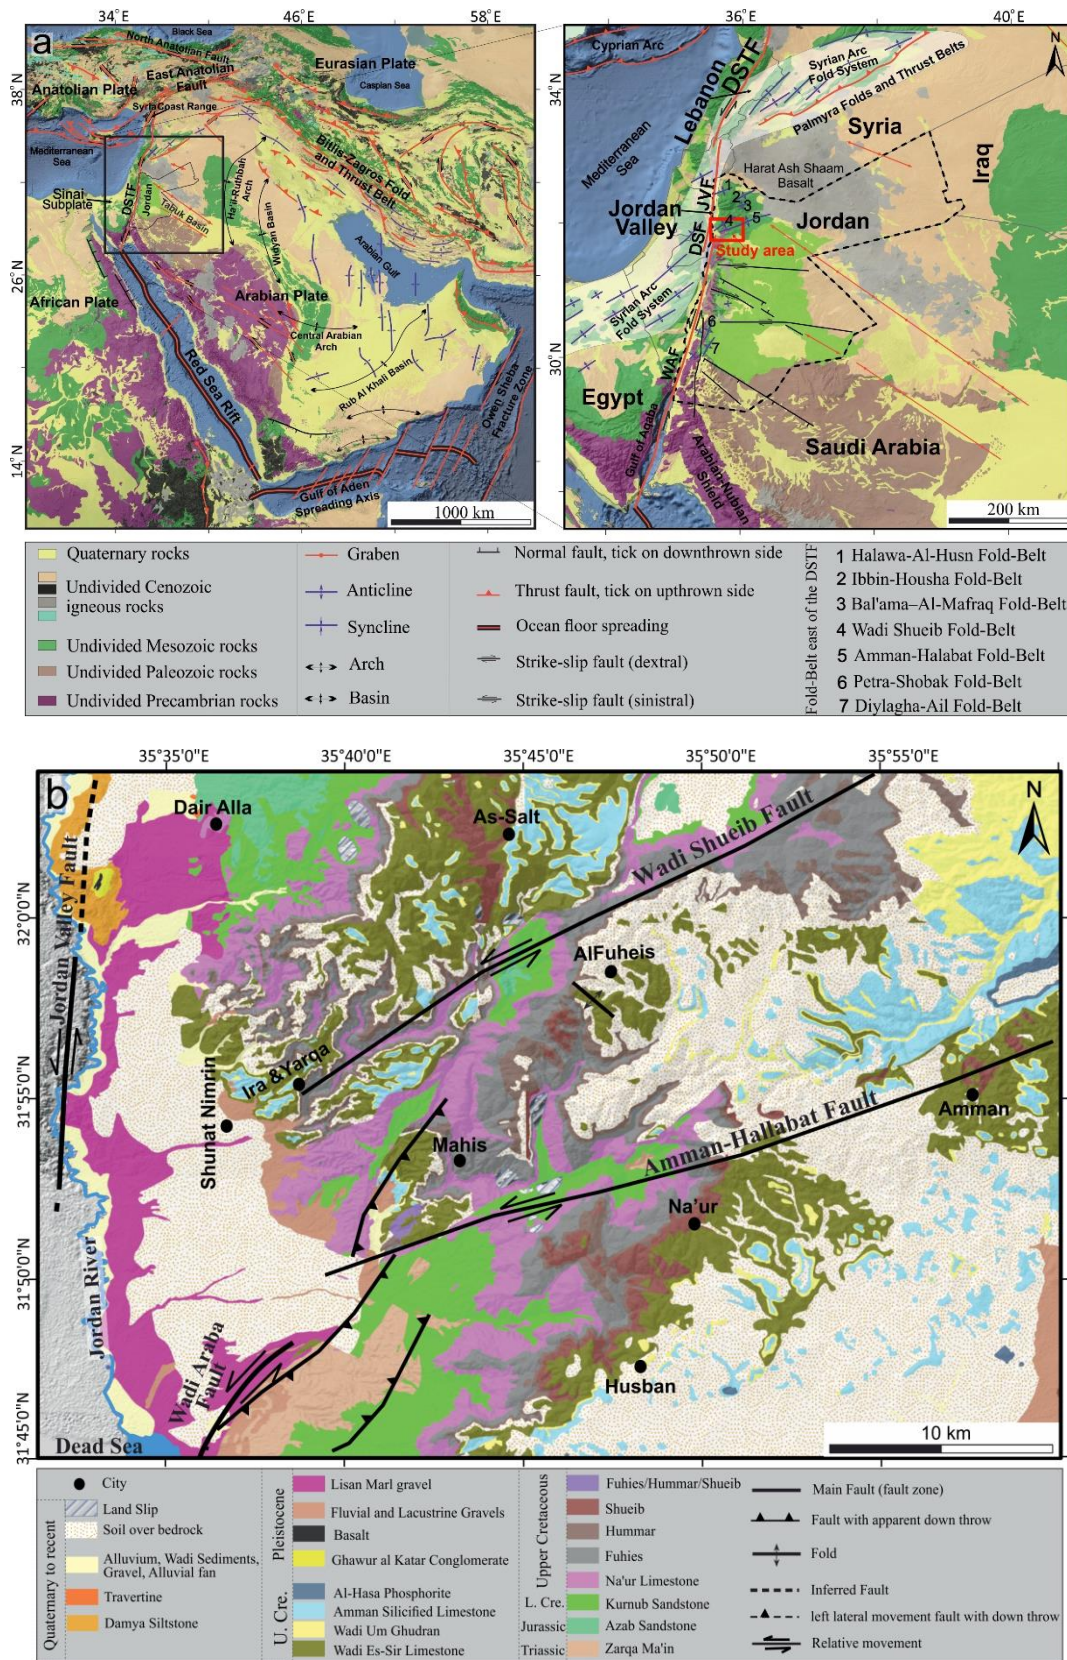 34°E
46°E
58°E
36°E
40°E
a
Black Sea
North Anatolian Fault
East Anatolian
Fault
Anatolian Plate
Eurasian Plate
Caspian Sea
38°N
Syria Coast Range
Mediterranean
Sea
Bitlis-Zagros Fold
and Thrust Belt
Sinai
Subplate
DSTF
Jordan
Tabuk Basin
Ha'il-Ruthbah
Arch
Widyan Basin
26°N
Arabian Gulf
African Plate
Arabian Plate
Central Arabian
Arch
Red Sea Rift
Rub Al Khali Basin
Owen Sheba
Fracture Zone
14°N
Gulf of Aden
Spreading Axis
1000 km
N
Cyprian Arc
34°N
Lebanon
DSTF
Syrian Arc
Fold System
Palmyra Folds and Thrust Belts
Syria
Mediterranean
Sea
Harat Ash Shaam
Basalt
Iraq
JVF
1
2
3
4
5
Jordan
Valley
Jordan
DSF
Study area
Syrian Arc
Fold System
6
7
WAF
30°N
Egypt
Gulf of Aqaba
Arabian-Nubian
Shield
Saudi Arabia
200 km
Quaternary rocks
Undivided Cenozoic
igneous rocks
Undivided Mesozoic rocks
Undivided Paleozoic rocks
Undivided Precambrian rocks
Graben
Anticline
Syncline
Arch
Basin
Normal fault, tick on downthrown side
Thrust fault, tick on upthrown side
Ocean floor spreading
Strike-slip fault (dextral)
Strike-slip fault (sinistral)
Fold-Belt east of the DSTF
1 Halawa-Al-Husn Fold-Belt
2 Ibbin-Housha Fold-Belt
3 Bal'ama–Al-Mafraq Fold-Belt
4 Wadi Shueib Fold-Belt
5 Amman-Halabat Fold-Belt
6 Petra-Shobak Fold-Belt
7 Diylagha-Ail Fold-Belt
35°35'0"E
35°40'0"E
35°45'0"E
35°50'0"E
35°55'0"E
b
N
Dair Alla
As-Salt
Wadi Shueib Fault
Jordan Valley Fault
32°0'0"N
AlFuheis
Ira &Yarqa
31°55'0"N
Shunat Nimrin
Mahis
Amman
Amman-Hallabat Fault
Na'ur
31°50'0"N
Jordan River
Wadi Araba
Fault
Husban
31°45'0"N
Dead Sea
10 km
City
Quaternary to recent
Land Slip
Soil over bedrock
Alluvium, Wadi Sediments,
Gravel, Alluvial fan
Travertine
Damya Siltstone
Pleistocene
Lisan Marl gravel
Fluvial and Lacustrine Gravels
Basalt
Ghawur al Katar Conglomerate
U. Cre.
Al-Hasa Phosphorite
Amman Silicified Limestone
Wadi Um Ghudran
Wadi Es-Sir Limestone
Upper Cretaceous
Fuhies/Hummar/Shueib
Shueib
Hummar
Fuhies
Na'ur Limestone
L. Cre.
Kurnub Sandstone
Jurassic
Azab Sandstone
Triassic
Zarqa Ma'in
Main Fault (fault zone)
Fault with apparent down throw
Fold
Inferred Fault
left lateral movement fault with down throw
Relative movement